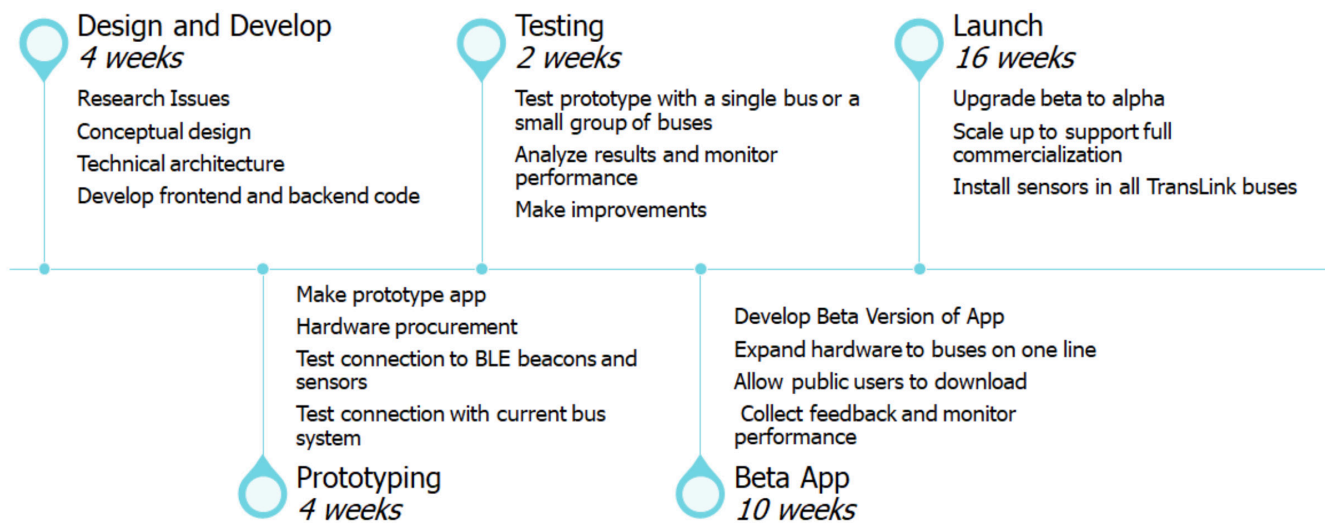 Design and Develop
4 weeks
Research Issues
Conceptual design
Technical architecture
Develop frontend and backend code
Make prototype app
Hardware procurement
Test connection to BLE beacons and
sensors
Test connection with current bus
system
Prototyping
4 weeks
Testing
2 weeks
Test prototype with a single bus or a
small group of buses
Analyze results and monitor
performance
Make improvements
Develop Beta Version of App
Expand hardware to buses on one line
Allow public users to download
Collect feedback and monitor
performance
Beta App
10 weeks
Launch
16 weeks
Upgrade beta to alpha
Scale up to support full
commercialization
Install sensors in all TransLink buses